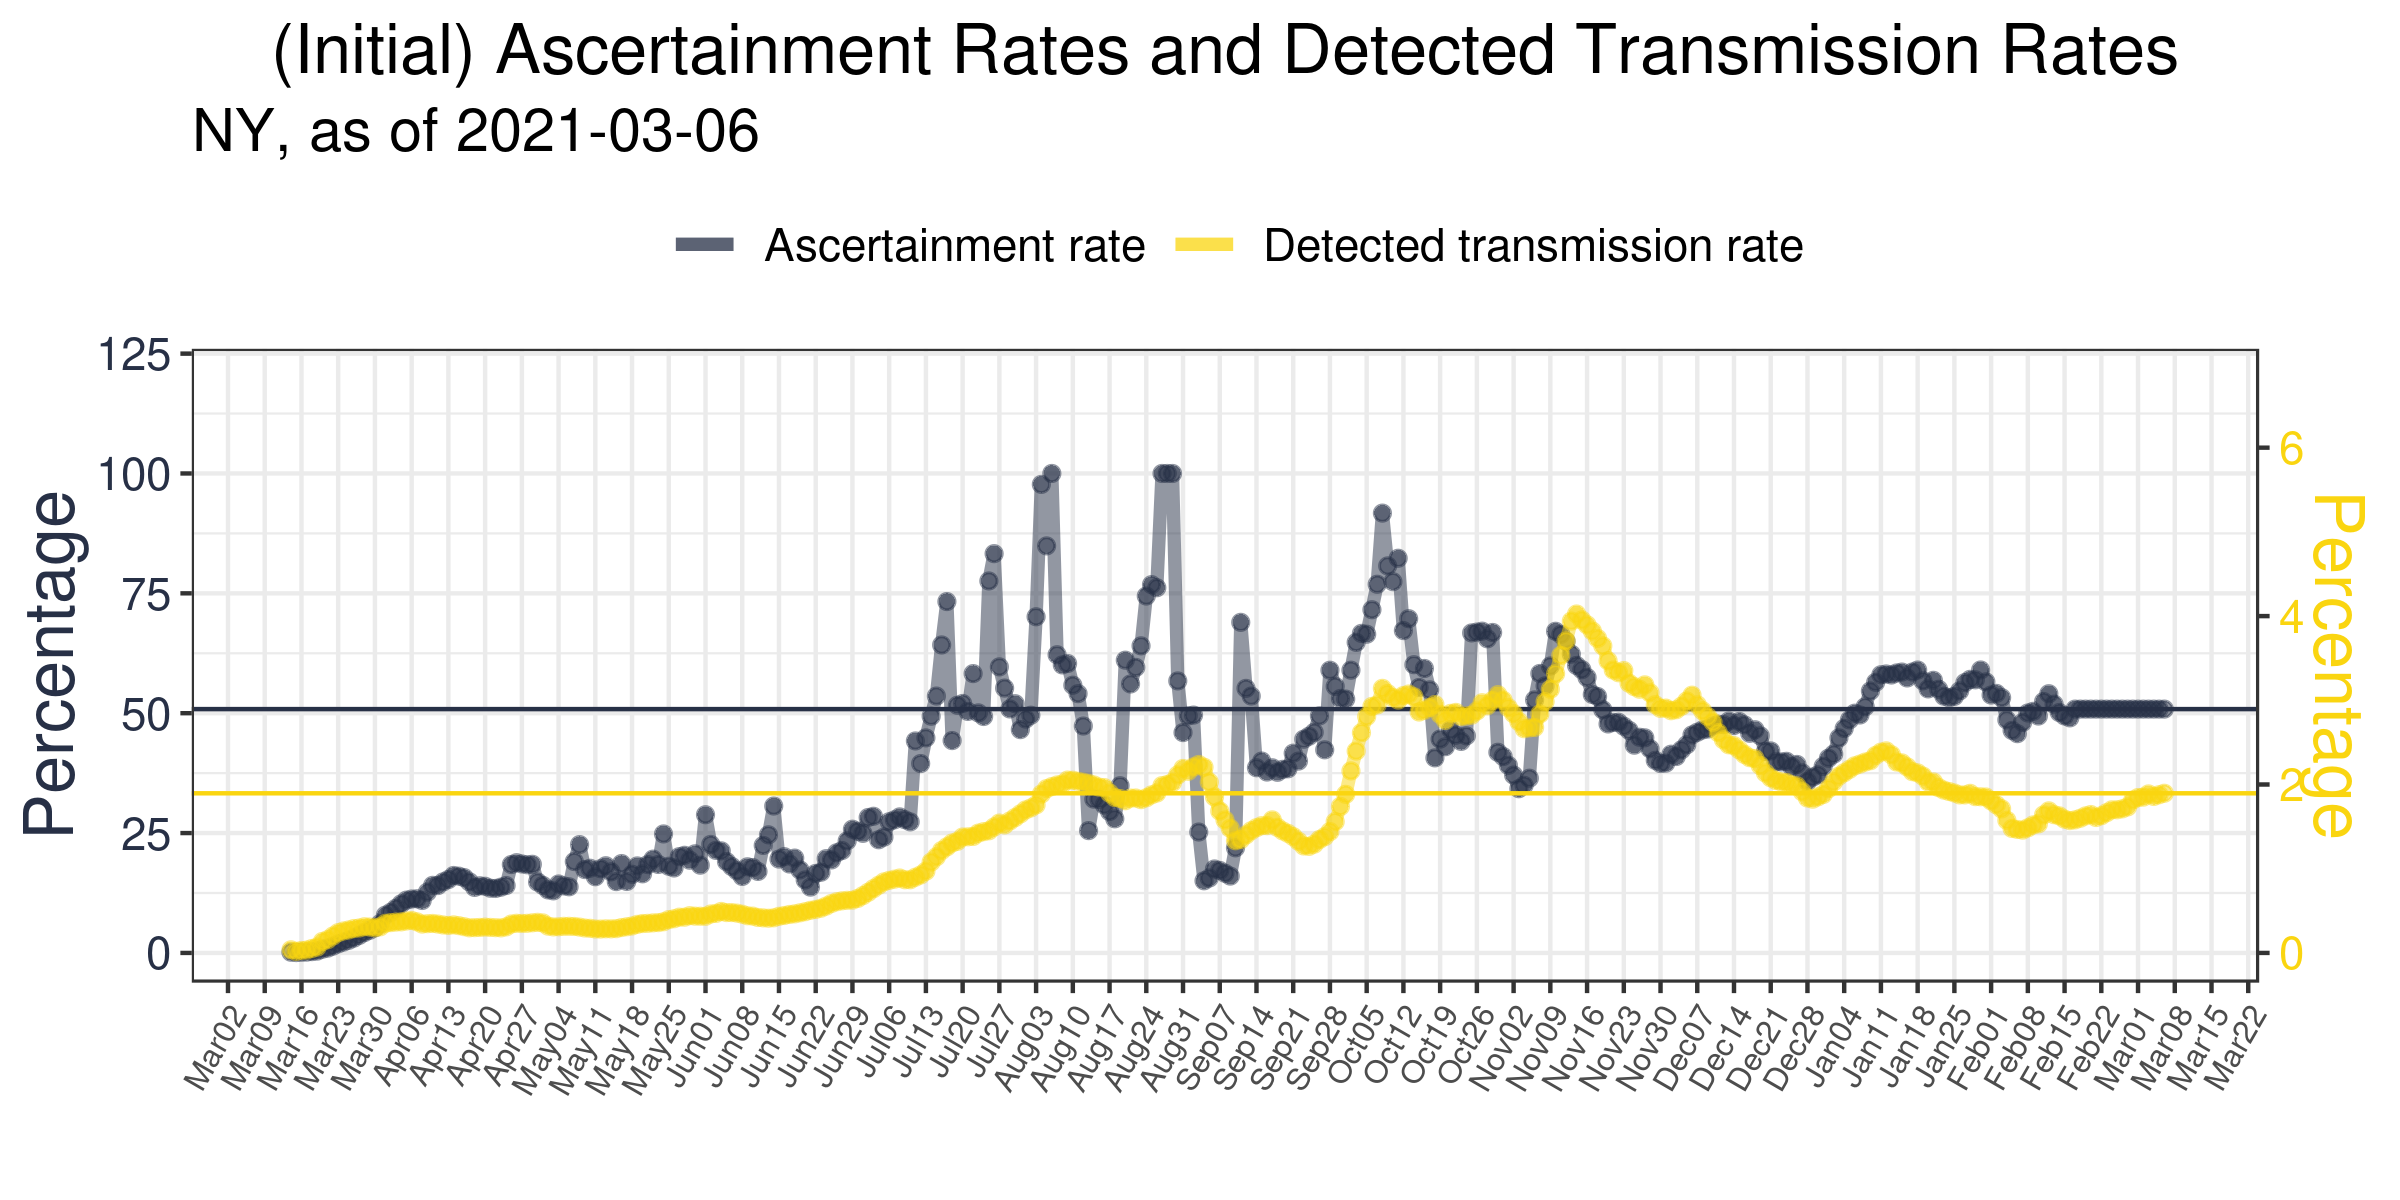 (Initial) Ascertainment Rates and Detected Transmission Rates
NY, as of 2021-03-06
Ascertainment rate
Detected transmission rate
Percentage
125
100
75
50
25
0
6
4
2
0
Percentage
Mar02
Mar09
Mar16
Mar23
Mar30
Apr06
Apr13
Apr20
Apr27
May04
May11
May18
May25
Jun01
Jun08
Jun15
Jun22
Jun29
Jul06
Jul13
Jul20
Jul27
Aug03
Aug10
Aug17
Aug24
Aug31
Sep07
Sep14
Sep21
Sep28
Oct05
Oct12
Oct19
Oct26
Nov02
Nov09
Nov16
Nov23
Nov30
Dec07
Dec14
Dec21
Dec28
Jan04
Jan11
Jan18
Jan25
Feb01
Feb08
Feb15
Feb22
Mar01
Mar08
Mar15
Mar22